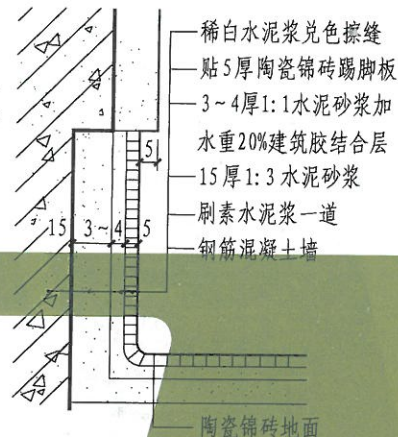 稀白水泥浆兑色擦缝
贴5厚陶瓷锦砖踢脚板
3~4厚1:1水泥砂浆加
水重20%建筑胶结合层
15厚1:3水泥砂浆
刷素水泥浆一道
钢筋混凝土墙
5
15 3~4 5
陶瓷锦砖地面